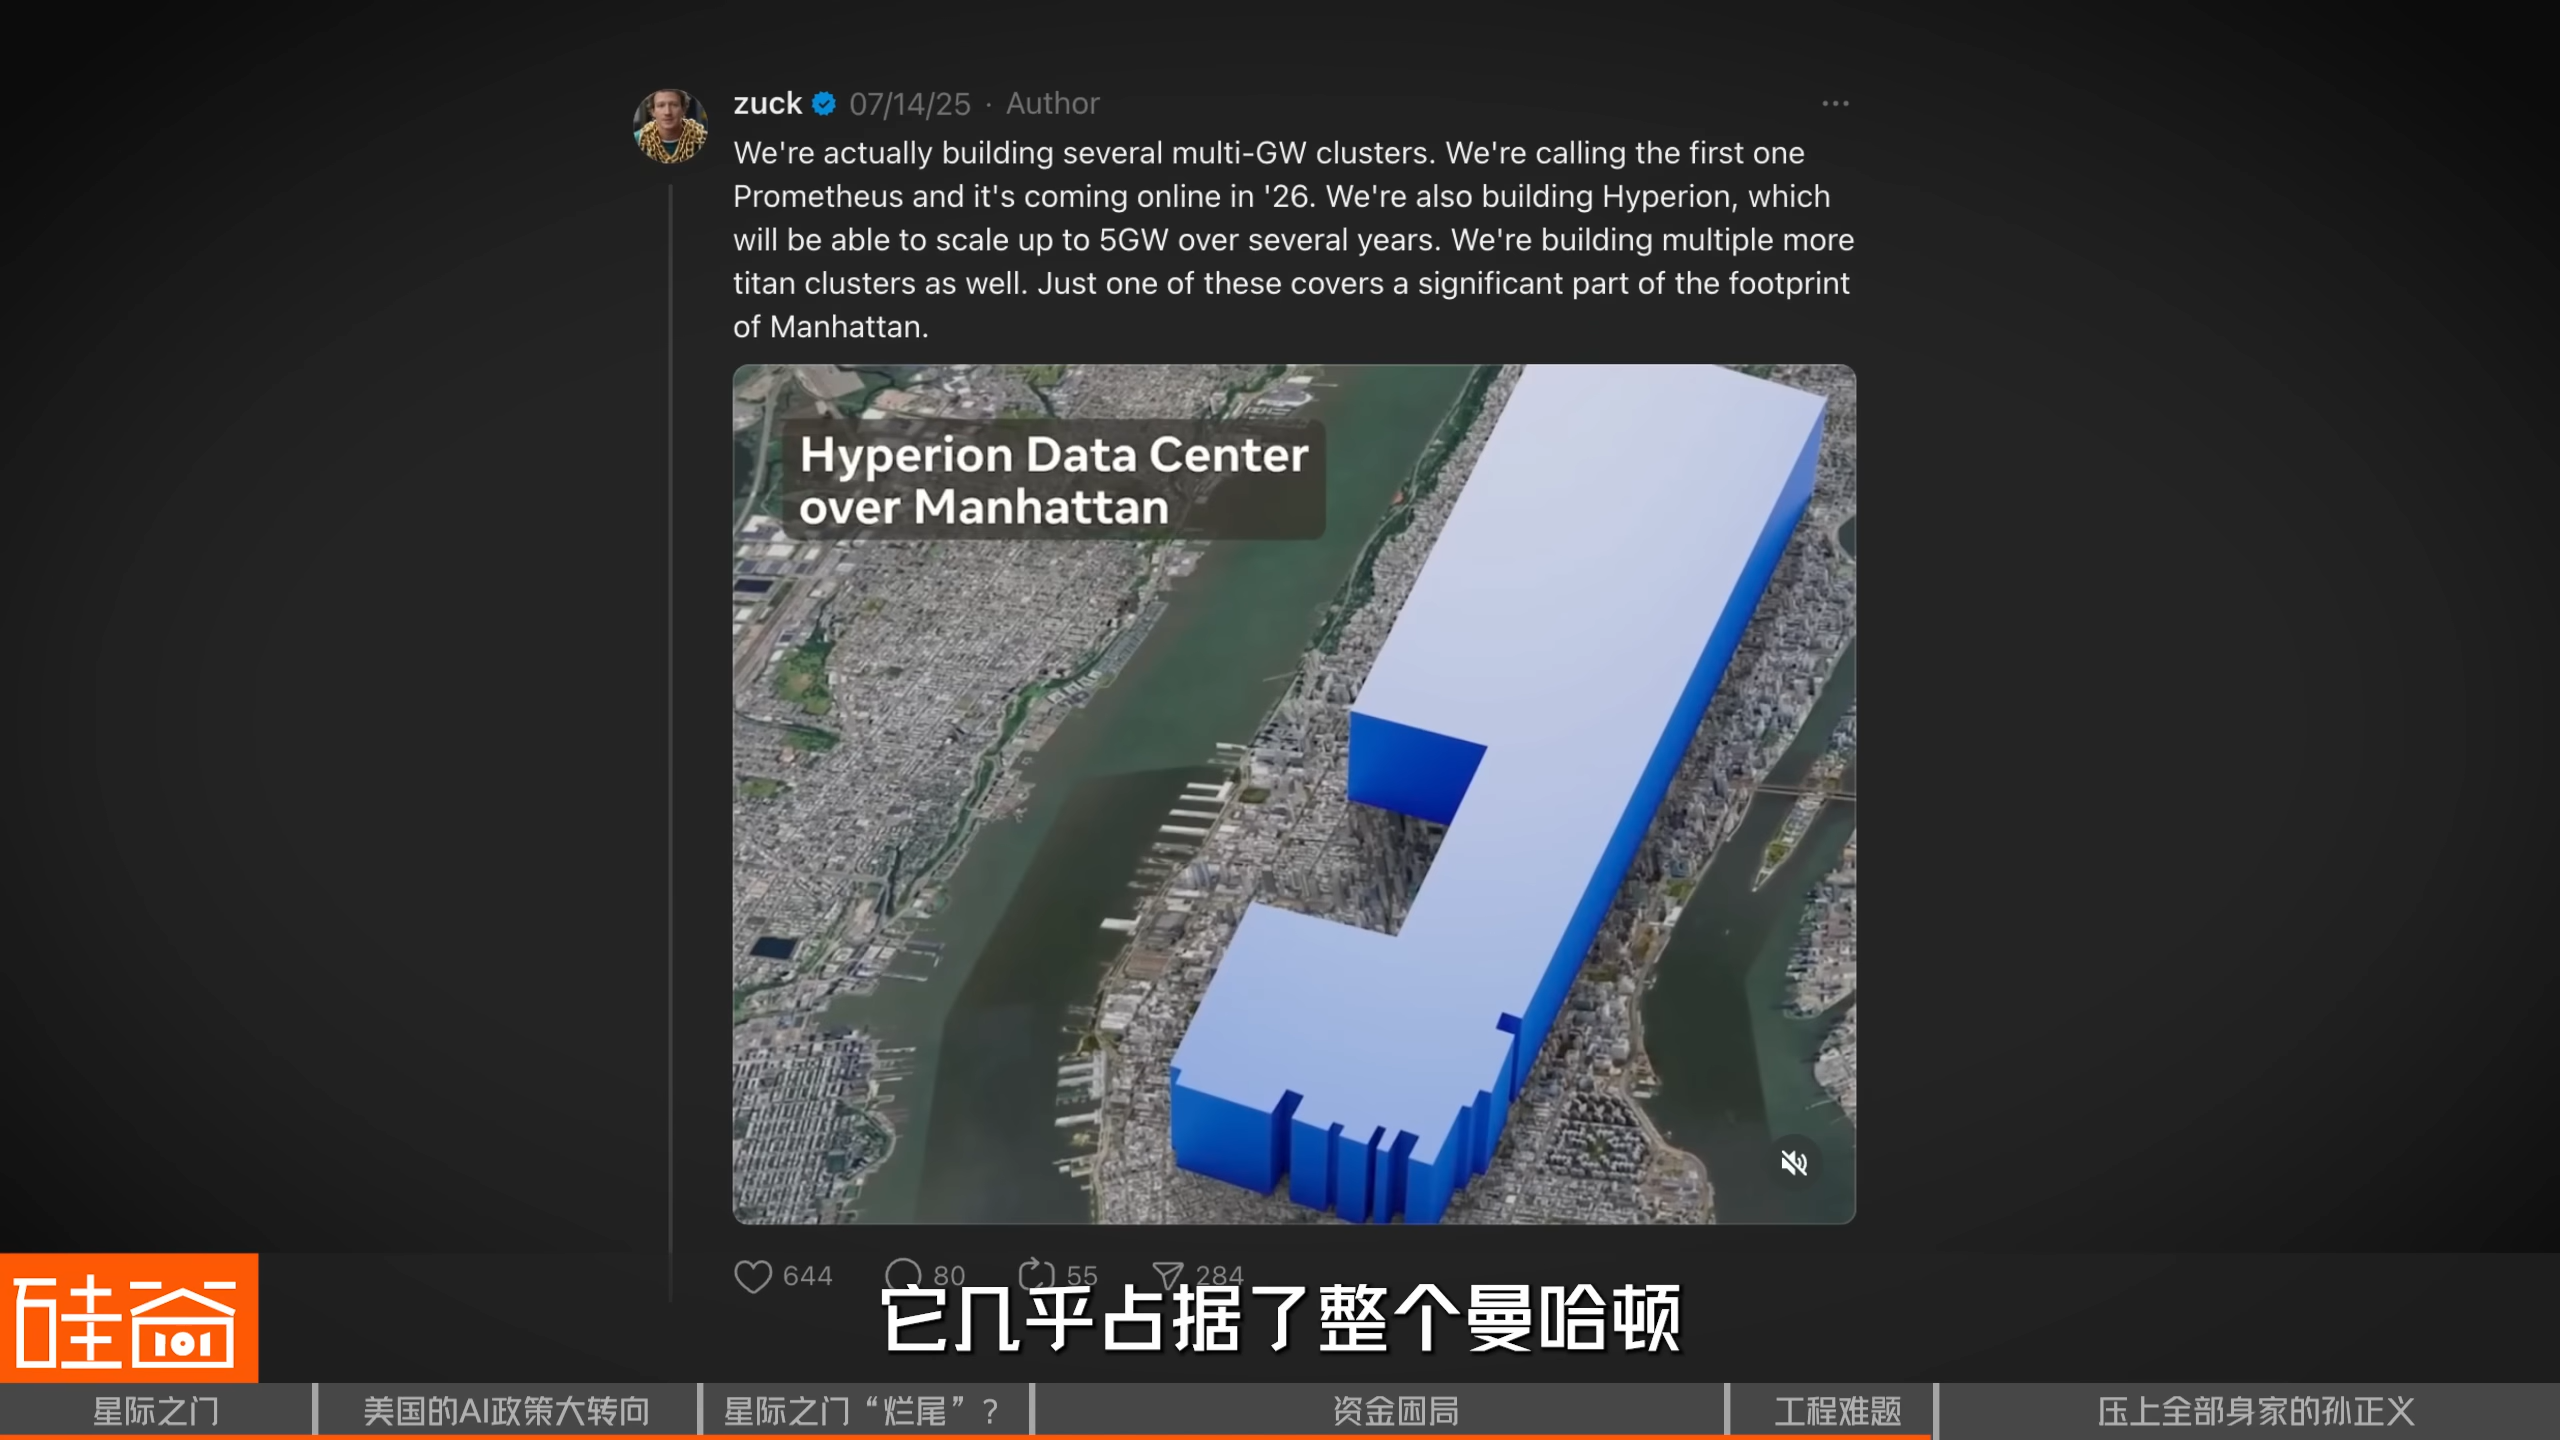 zuck 07/14/25 · Author
We're actually building several multi-GW clusters. We're calling the first one
Prometheus and it's coming online in '26. We're also building Hyperion, which
will be able to scale up to 5GW over several years. We're building multiple more
titan clusters as well. Just one of these covers a significant part of the footprint
of Manhattan.
Hyperion Data Center
over Manhattan
644 80 55 284
它几乎占据了整个曼哈顿
硅谷
101
星际之门
美国的AI政策大转向
星际之门“烂尾”?
资金困局
工程难题
压上全部身家的孙正义